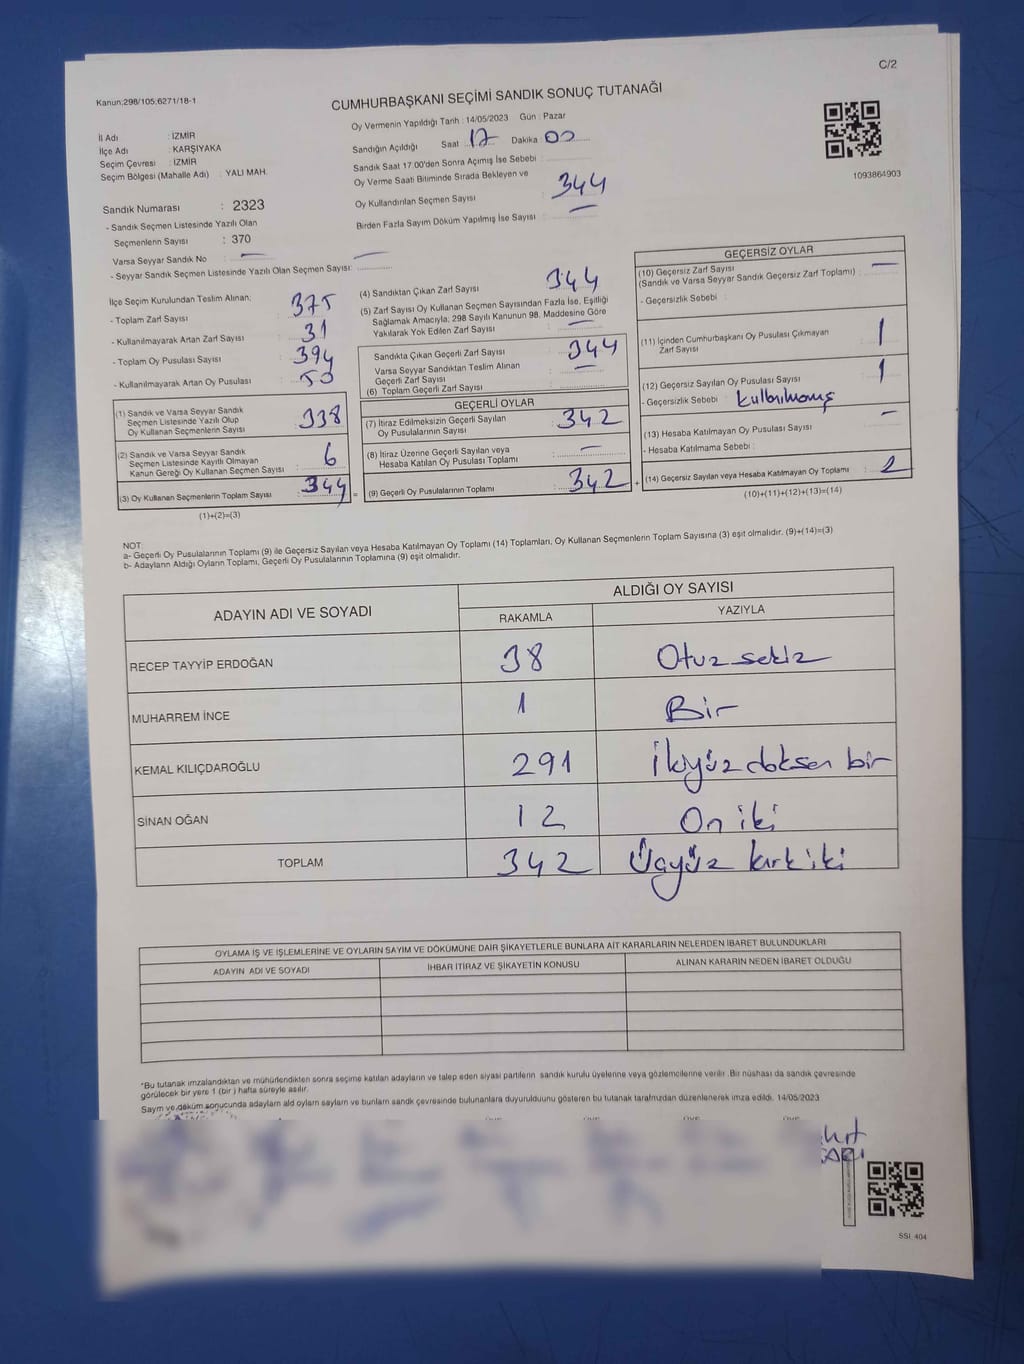 C/2
Kanun:298/105;6271/18-1
CUMHURBAŞKANI SEÇİMİ SANDIK SONUÇ TUTANAĞI
İl Adı : İZMİR
İlçe Adı : KARŞIYAKA
Seçim Çevresi : İZMİR
Seçim Bölgesi (Mahalle Adı) : YALI MAH.
Sandık Numarası : 2323
- Sandık Seçmen Listesinde Yazılı Olan
Seçmenlerin Sayısı : 370
Varsa Seyyar Sandık No : —
- Seyyar Sandık Seçmen Listesinde Yazılı Olan Seçmen Sayısı: —
Oy Vermenin Yapıldığı Tarih : 14/05/2023 Gün : Pazar
Sandığın Açıldığı Saat 17 Dakika 00
Sandık Saat 17.00'den Sonra Açımış İse Sebebi :
Oy Verme Saati Bitiminde Sırada Bekleyen ve
Oy Kullandırılan Seçmen Sayısı : 344
Birden Fazla Sayım Döküm Yapılmış İse Sayısı : —
1093864903
İlçe Seçim Kurulundan Teslim Alınan;
- Toplam Zarf Sayısı : 375
- Kullanılmayarak Artan Zarf Sayısı : 31
- Toplam Oy Pusulası Sayısı : 394
- Kullanılmayarak Artan Oy Pusulası : 50
(1) Sandık ve Varsa Seyyar Sandık
Seçmen Listesinde Yazılı Olup
Oy Kullanan Seçmenlerin Sayısı : 338
(2) Sandık ve Varsa Seyyar Sandık
Seçmen Listesinde Kayıtlı Olmayan
Kanun Gereği Oy Kullanan Seçmen Sayısı : 6
(3) Oy Kullanan Seçmenlerin Toplam Sayısı : 344 =
(1)+(2)=(3)
(4) Sandıktan Çıkan Zarf Sayısı : 344
(5) Zarf Sayısı Oy Kullanan Seçmen Sayısından Fazla İse, Eşitliği
Sağlamak Amacıyla; 298 Sayılı Kanunun 98. Maddesine Göre
Yakılarak Yok Edilen Zarf Sayısı : —
Sandıkta Çıkan Geçerli Zarf Sayısı : 344
Varsa Seyyar Sandıktan Teslim Alınan
Geçerli Zarf Sayısı : —
(6) Toplam Geçerli Zarf Sayısı :
GEÇERLİ OYLAR
(7) İtiraz Edilmeksizin Geçerli Sayılan
Oy Pusulalarının Sayısı : 342
(8) İtiraz Üzerine Geçerli Sayılan veya
Hesaba Katılan Oy Pusulası Toplamı : —
(9) Geçerli Oy Pusulalarının Toplamı : 342 +
GEÇERSİZ OYLAR
(10) Geçersiz Zarf Sayısı
(Sandık ve Varsa Seyyar Sandık Geçersiz Zarf Toplamı) : —
- Geçersizlik Sebebi :
(11) İçinden Cumhurbaşkanı Oy Pusulası Çıkmayan
Zarf Sayısı : 1
(12) Geçersiz Sayılan Oy Pusulası Sayısı : 1
- Geçersizlik Sebebi : kullanılmamış
(13) Hesaba Katılmayan Oy Pusulası Sayısı : —
- Hesaba Katılmama Sebebi :
(14) Geçersiz Sayılan veya Hesaba Katılmayan Oy Toplamı : 2
(10)+(11)+(12)+(13)=(14)
NOT:
a- Geçerli Oy Pusulalarının Toplamı (9) ile Geçersiz Sayılan veya Hesaba Katılmayan Oy Toplamı (14) Toplamları, Oy Kullanan Seçmenlerin Toplam Sayısına (3) eşit olmalıdır. (9)+(14)=(3)
b- Adayların Aldığı Oyların Toplamı, Geçerli Oy Pusulalarının Toplamına (9) eşit olmalıdır.
ADAYIN ADI VE SOYADI ALDIĞI OY SAYISI
RAKAMLA YAZIYLA
RECEP TAYYİP ERDOĞAN 38 Otuz sekiz
MUHARREM İNCE 1 Bir
KEMAL KILIÇDAROĞLU 291 İkiyüz doksan bir
SİNAN OĞAN 12 On iki
TOPLAM 342 Üçyüz kırk iki
OYLAMA İŞ VE İŞLEMLERİNE VE OYLARIN SAYIM VE DÖKÜMÜNE DAİR ŞİKAYETLERLE BUNLARA AİT KARARLARIN NELERDEN İBARET BULUNDUKLARI
ADAYIN ADI VE SOYADI İHBAR İTİRAZ VE ŞİKAYETİN KONUSU ALINAN KARARIN NEDEN İBARET OLDUĞU
*Bu tutanak imzalandıktan ve mühürlendikten sonra seçime katılan adayların ve talep eden siyasi partilerin sandık kurulu üyelerine veya gözlemcilerine verilir .Bir nüshası da sandık çevresinde
görülecek bir yere 1 (bir ) hafta süreyle asılır.
Sayım ve döküm sonucunda adayların ald oyların sayların ve bunların sandk çevresinde bulunanlara duyurulduunu gösteren bu tutanak tarafmzdan düzenlenerek imza edildi. 14/05/2023
SSI: 404